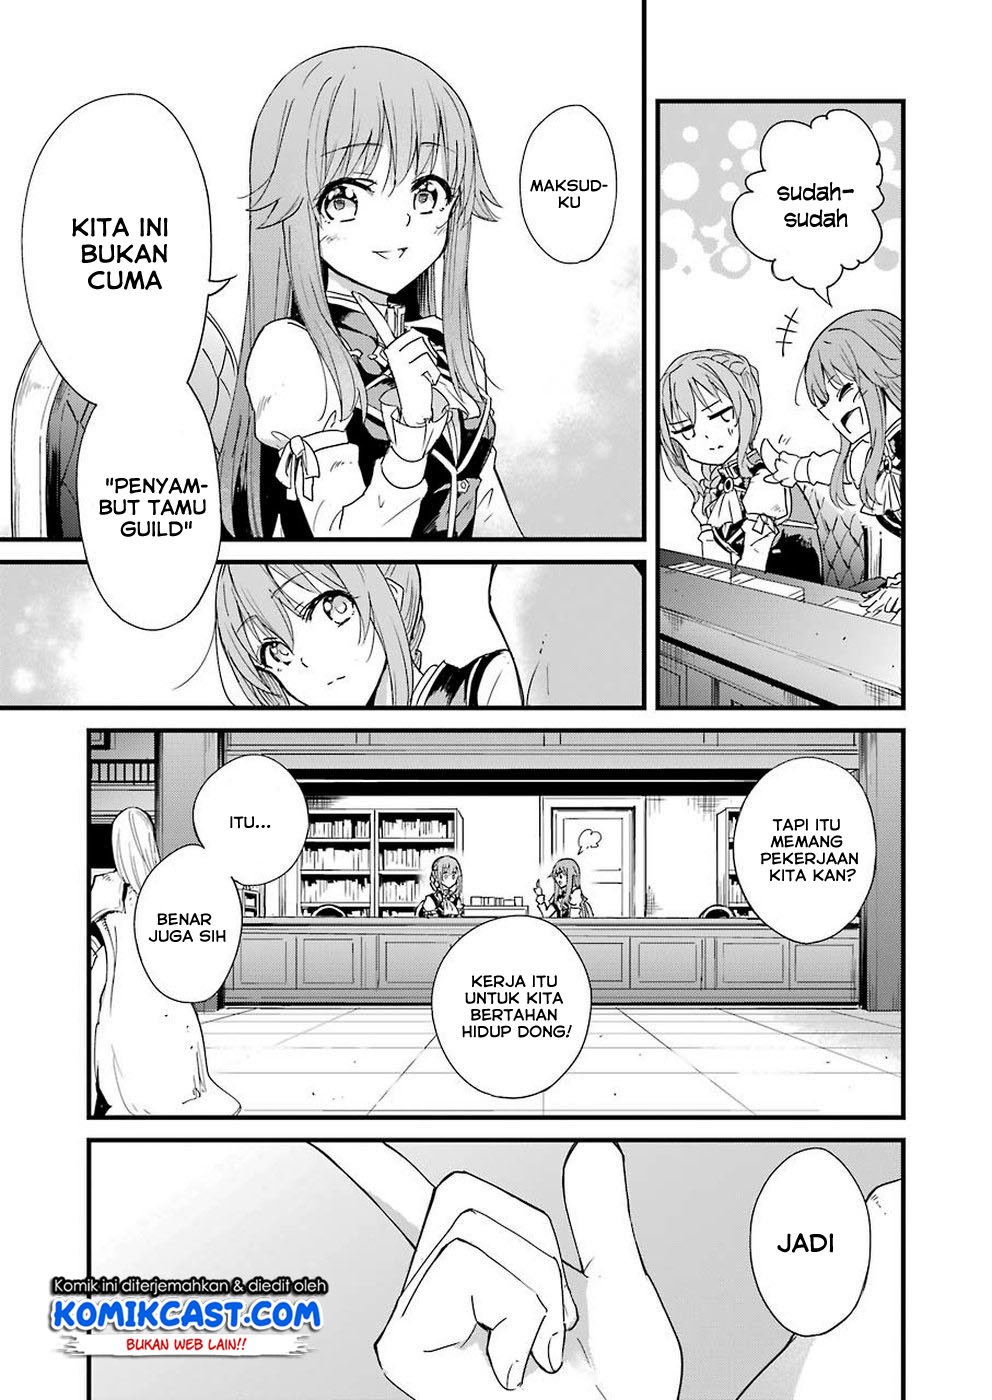 sudah-
sudah
MAKSUD-
KU
KITA INI
BUKAN
CUMA
"PENYAM-
BUT TAMU
GUILD"
TAPI ITU
MEMANG
PEKERJAAN
KITA KAN?
KERJA ITU
UNTUK KITA
BERTAHAN
HIDUP DONG!
ITU...
BENAR
JUGA SIH
JADI
Komik ini diterjemahkan & diedit oleh
KOMIKCAST.COM
BUKAN WEB LAIN!!